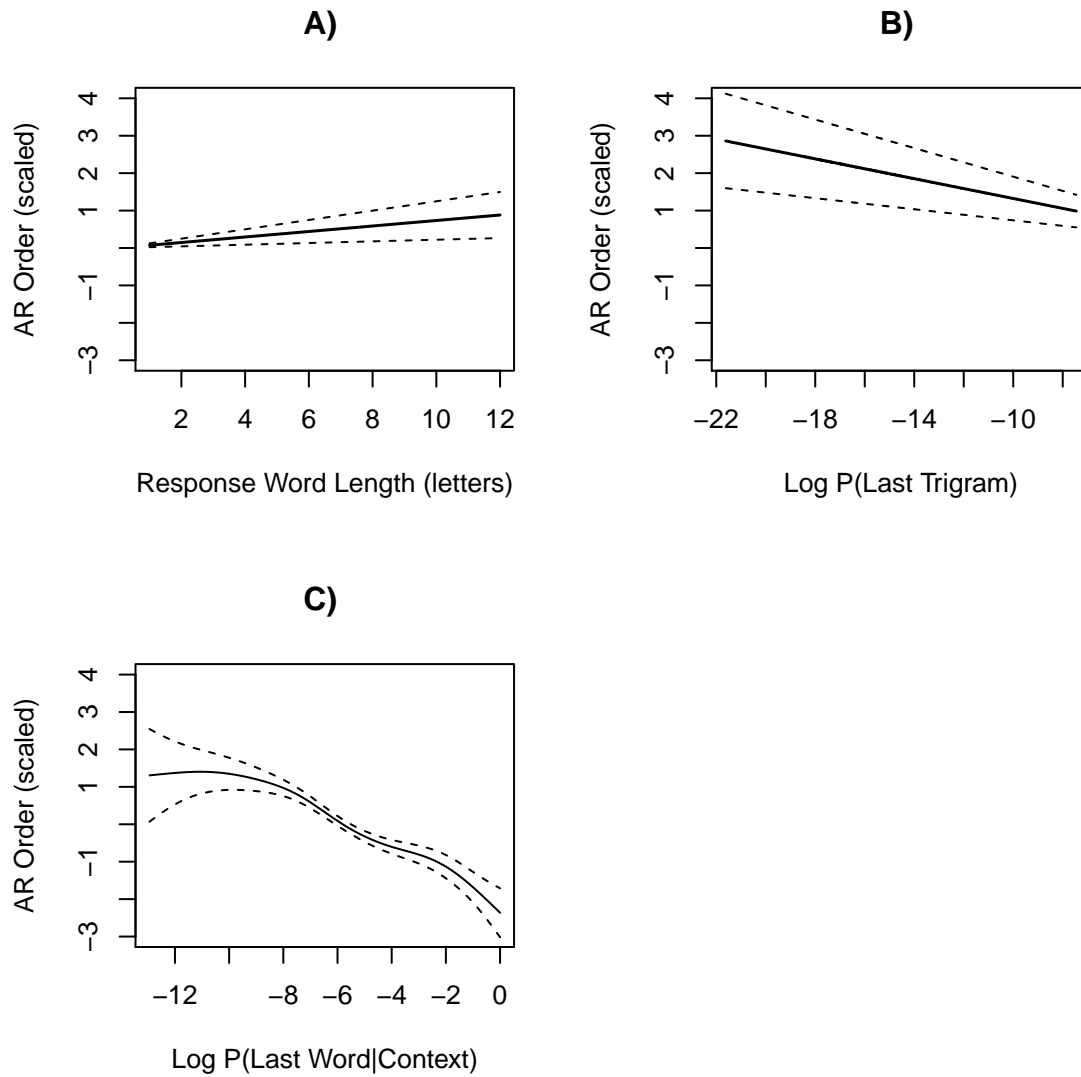 A)
AR Order (scaled)
4
3
2
1
−1
−3
2 4 6 8 10 12
Response Word Length (letters)
B)
AR Order (scaled)
4
3
2
1
−1
−3
−22 −18 −14 −10
Log P(Last Trigram)
C)
AR Order (scaled)
4
3
2
1
−1
−3
−12 −8 −6 −4 −2 0
Log P(Last Word|Context)